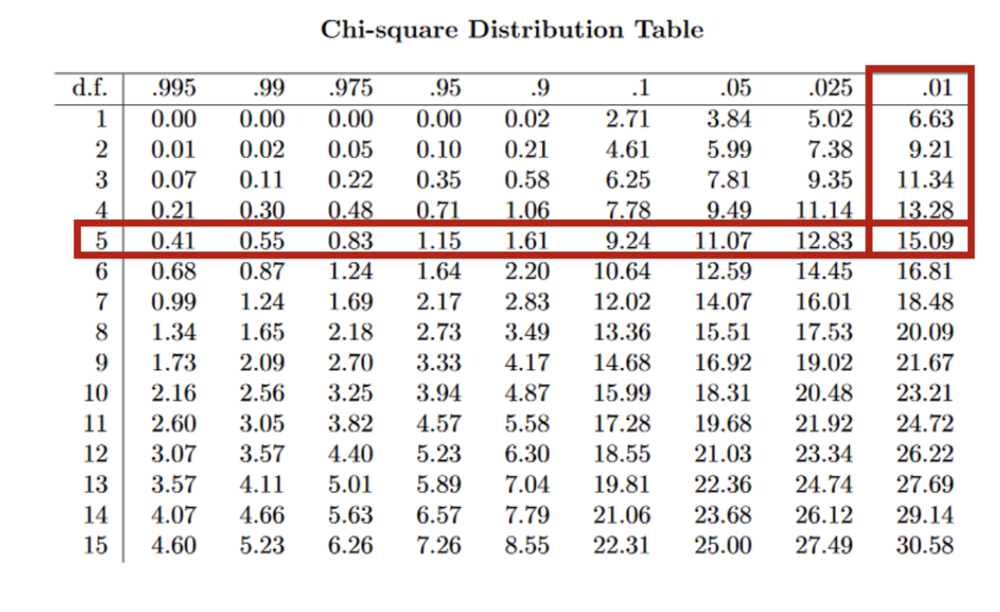 Chi-square Distribution Table
d.f. .995 .99 .975 .95 .9 .1 .05 .025 .01
1 0.00 0.00 0.00 0.00 0.02 2.71 3.84 5.02 6.63
2 0.01 0.02 0.05 0.10 0.21 4.61 5.99 7.38 9.21
3 0.07 0.11 0.22 0.35 0.58 6.25 7.81 9.35 11.34
4 0.21 0.30 0.48 0.71 1.06 7.78 9.49 11.14 13.28
5 0.41 0.55 0.83 1.15 1.61 9.24 11.07 12.83 15.09
6 0.68 0.87 1.24 1.64 2.20 10.64 12.59 14.45 16.81
7 0.99 1.24 1.69 2.17 2.83 12.02 14.07 16.01 18.48
8 1.34 1.65 2.18 2.73 3.49 13.36 15.51 17.53 20.09
9 1.73 2.09 2.70 3.33 4.17 14.68 16.92 19.02 21.67
10 2.16 2.56 3.25 3.94 4.87 15.99 18.31 20.48 23.21
11 2.60 3.05 3.82 4.57 5.58 17.28 19.68 21.92 24.72
12 3.07 3.57 4.40 5.23 6.30 18.55 21.03 23.34 26.22
13 3.57 4.11 5.01 5.89 7.04 19.81 22.36 24.74 27.69
14 4.07 4.66 5.63 6.57 7.79 21.06 23.68 26.12 29.14
15 4.60 5.23 6.26 7.26 8.55 22.31 25.00 27.49 30.58